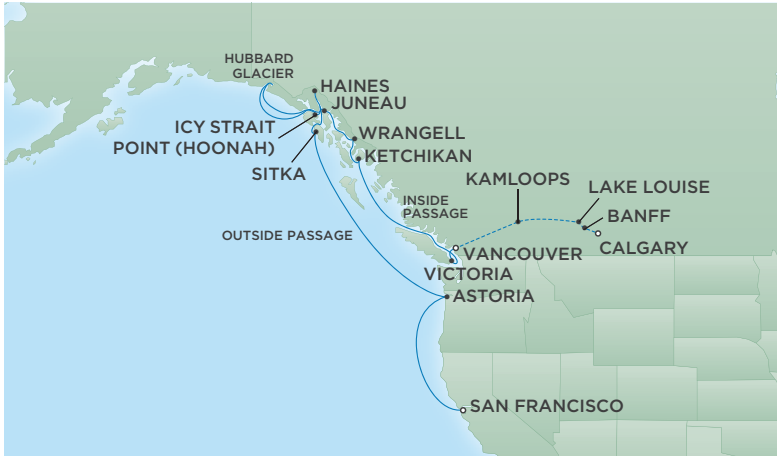 HUBBARD
GLACIER
HAINES
JUNEAU
ICY STRAIT
POINT (HOONAH)
WRANGELL
KETCHIKAN
SITKA
KAMLOOPS
LAKE LOUISE
INSIDE
PASSAGE
BANFF
OUTSIDE PASSAGE
CALGARY
VANCOUVER
VICTORIA
ASTORIA
SAN FRANCISCO